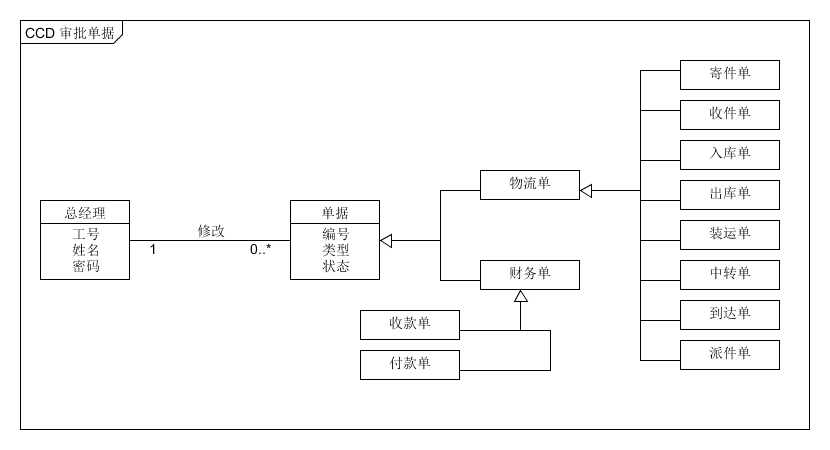 CCD 审批单据
总经理
工号
姓名
密码
修改
1
0..*
单据
编号
类型
状态
物流单
财务单
收款单
付款单
寄件单
收件单
入库单
出库单
装运单
中转单
到达单
派件单